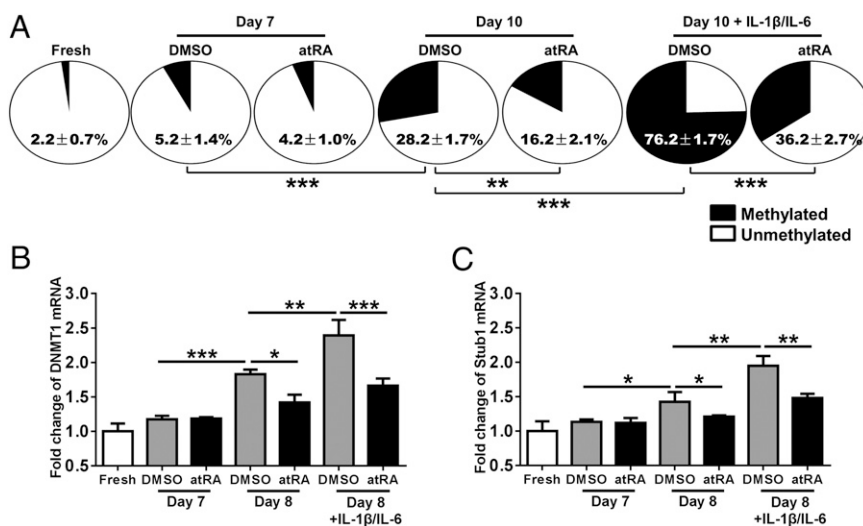 A
Day 7
Day 10
Day 10 + IL-1β/IL-6
Fresh
DMSO
atRA
DMSO
atRA
DMSO
atRA
2.2±0.7%
5.2±1.4%
4.2±1.0%
28.2±1.7%
16.2±2.1%
76.2±1.7%
36.2±2.7%
***
**
***
***
Methylated
Unmethylated
B
Fold change of DNMT1 mRNA
3.0
2.5
2.0
1.5
1.0
0.5
***
*
**
***
Fresh
DMSO
atRA
DMSO
atRA
DMSO
atRA
Day 7
Day 8
Day 8
+IL-1β/IL-6
C
Fold change of Stub1 mRNA
3.0
2.5
2.0
1.5
1.0
0.5
*
*
**
**
Fresh
DMSO
atRA
DMSO
atRA
DMSO
atRA
Day 7
Day 8
Day 8
+IL-1β/IL-6